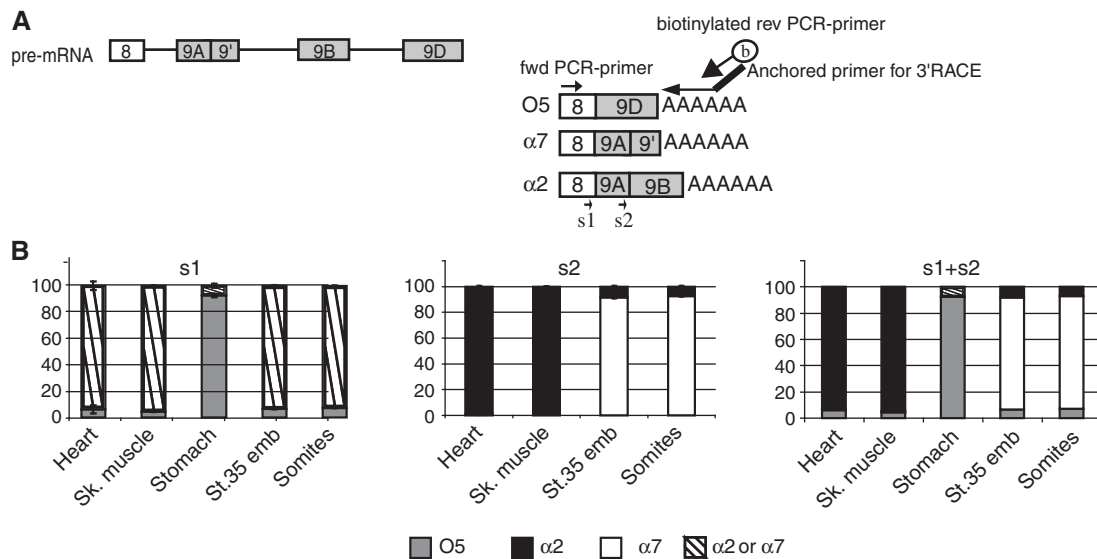 A
biotinylated rev PCR-primer
pre-mRNA 8 9A 9' 9B 9D
b
fwd PCR-primer
Anchored primer for 3'RACE
O5 8 9D AAAAAA
α7 8 9A 9' AAAAAA
α2 8 9A 9B AAAAAA
s1 s2
B
s1
100
80
60
40
20
0
Heart
Sk. muscle
Stomach
St.35 emb
Somites
s2
100
80
60
40
20
0
Heart
Sk. muscle
St.35 emb
Somites
s1+s2
100
80
60
40
20
0
Heart
Sk. muscle
Stomach
St.35 emb
Somites
O5 α2 α7 α2 or α7